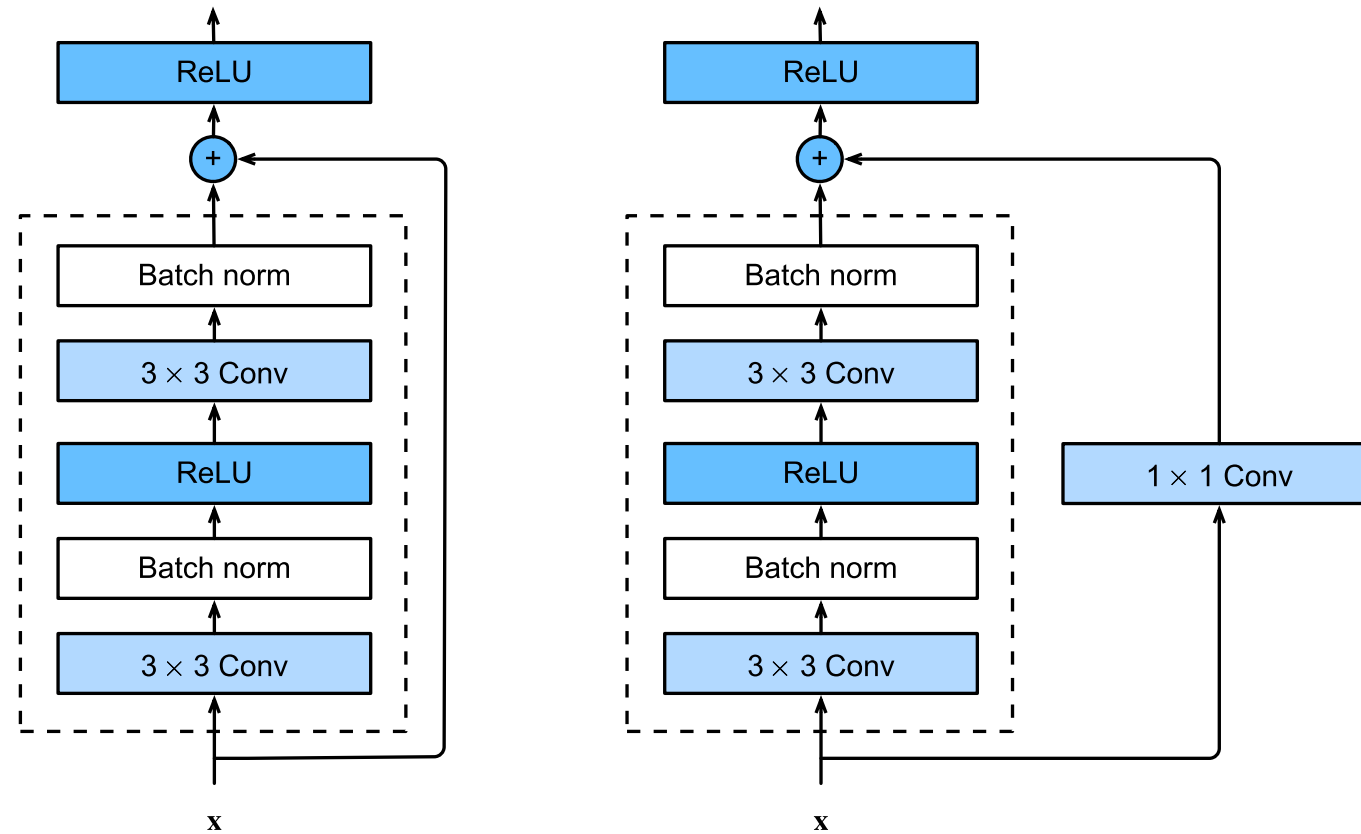 ReLU
+
Batch norm
3 × 3 Conv
ReLU
Batch norm
3 × 3 Conv
x
ReLU
+
Batch norm
3 × 3 Conv
ReLU
Batch norm
3 × 3 Conv
x
1 × 1 Conv